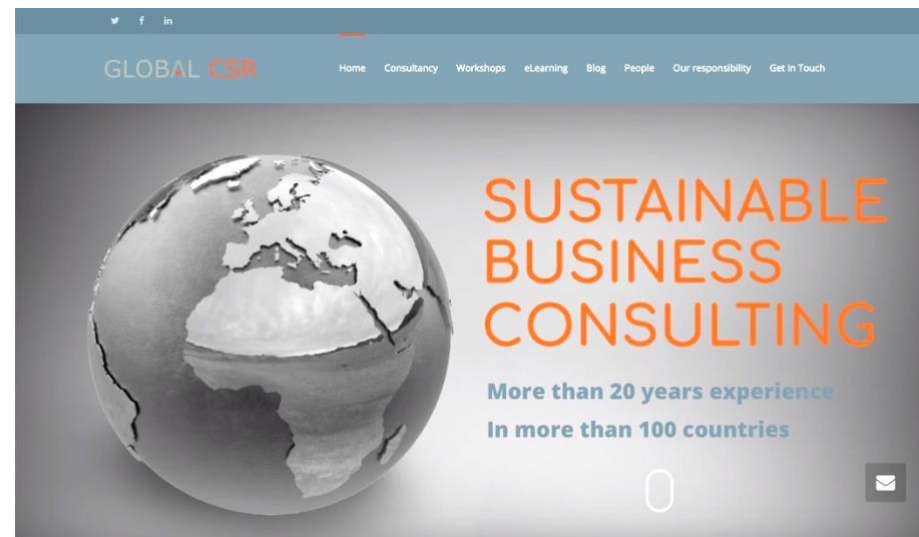 GLOBAL CSR
Home Consultancy Workshops eLearning Blog People Our responsibility Get In Touch
SUSTAINABLE
BUSINESS
CONSULTING
More than 20 years experience
In more than 100 countries